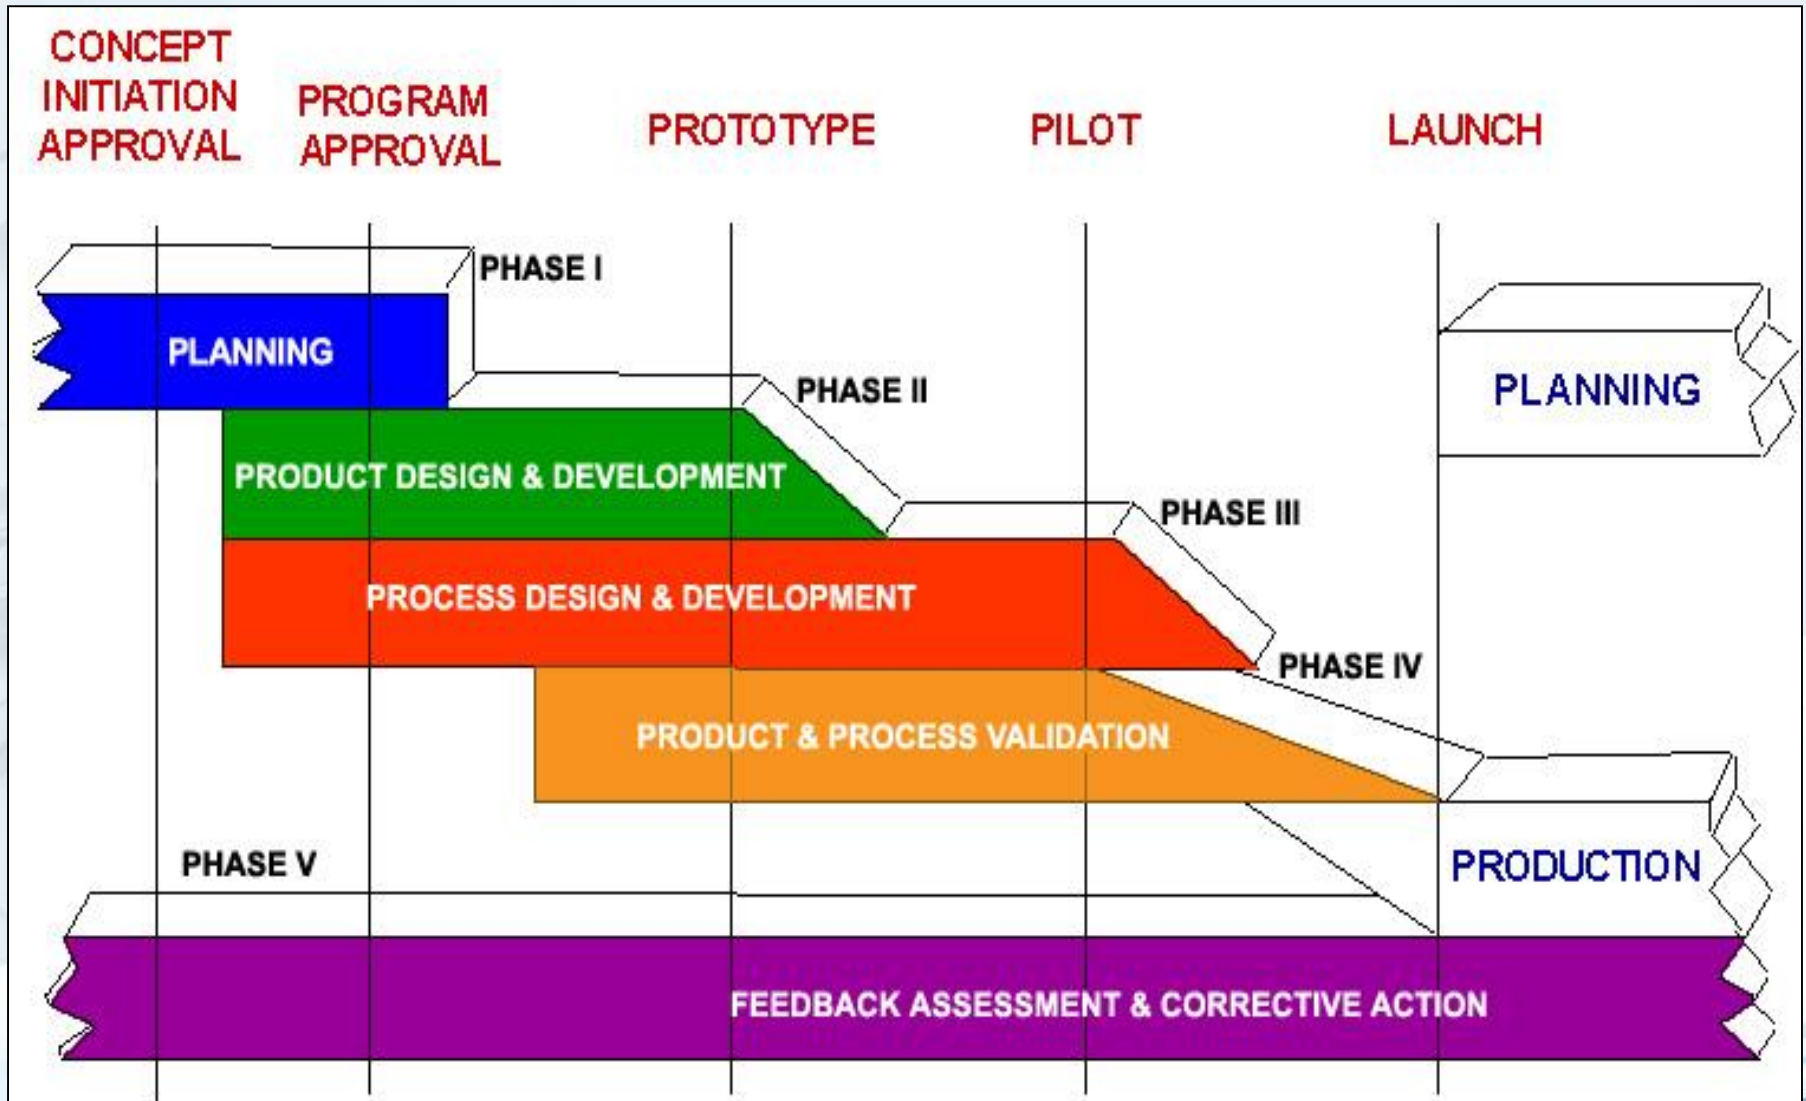 CONCEPT
INITIATION
APPROVAL
PROGRAM
APPROVAL
PROTOTYPE
PILOT
LAUNCH
PHASE I
PLANNING
PHASE II
PLANNING
PRODUCT DESIGN & DEVELOPMENT
PHASE III
PROCESS DESIGN & DEVELOPMENT
PHASE IV
PRODUCT & PROCESS VALIDATION
PHASE V
PRODUCTION
FEEDBACK ASSESSMENT & CORRECTIVE ACTION